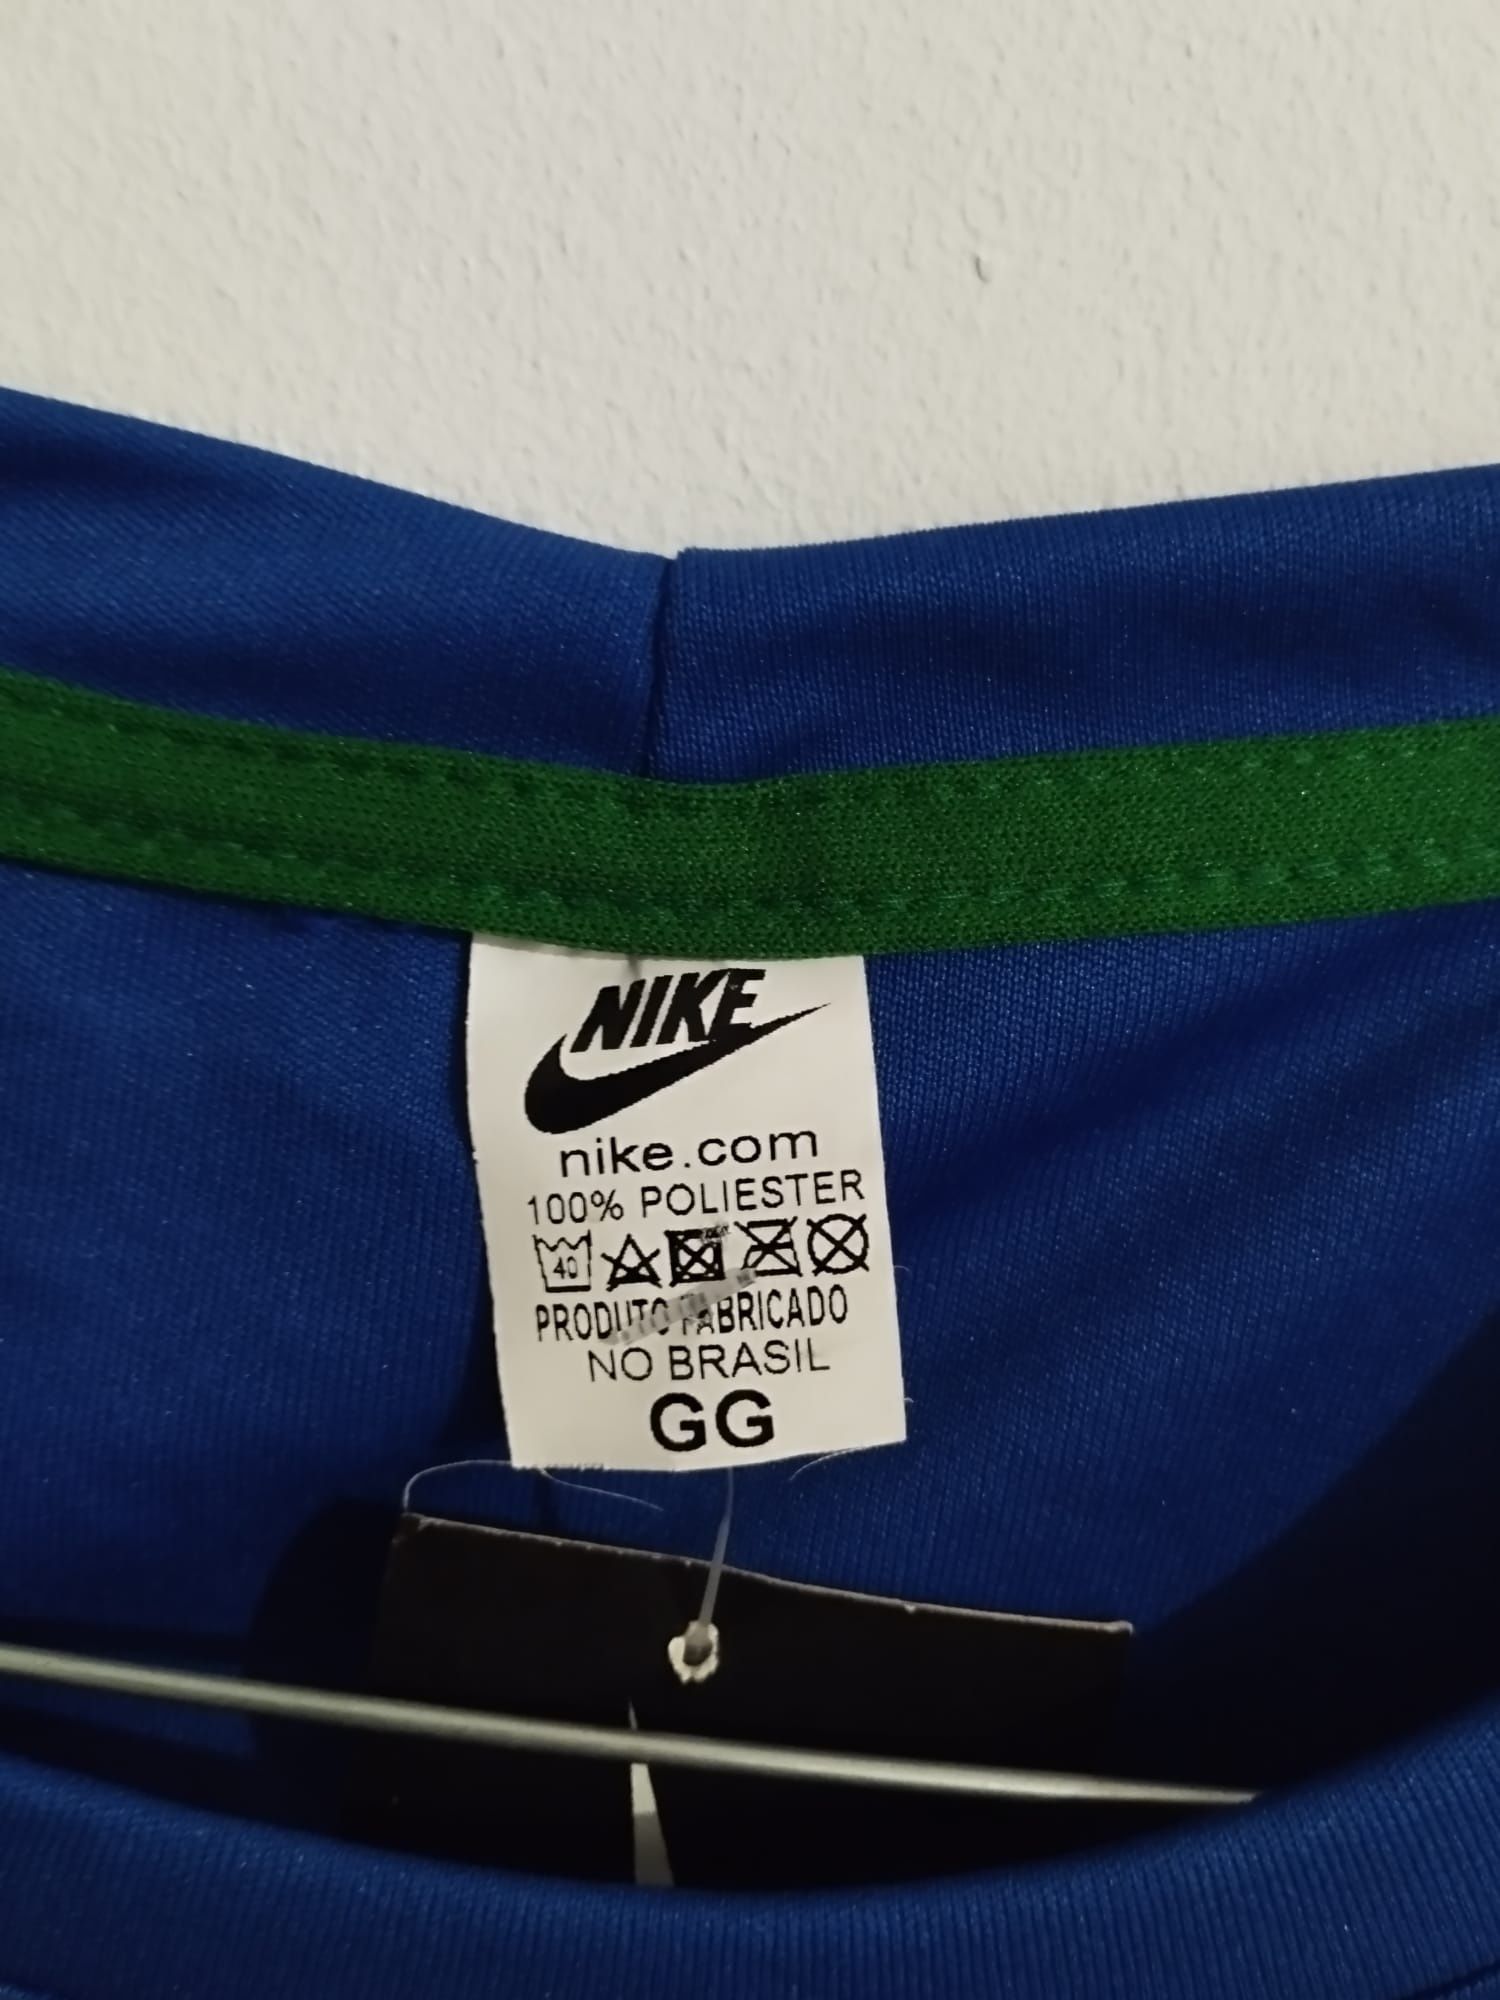 NIKE
nike.com
100% POLIESTER
40
PRODUTO FABRICADO
NO BRASIL
GG